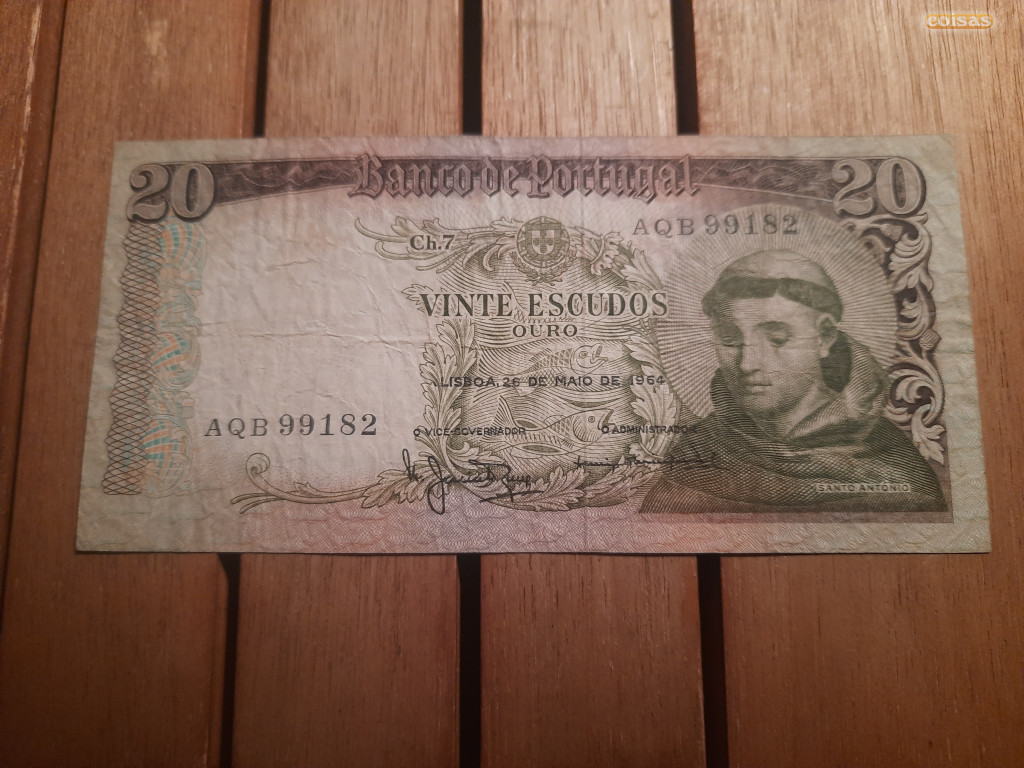 coisas
20 Banco de Portugal 20
Ch.7
AQB 99182
VINTE ESCUDOS
OURO
LISBOA, 26 DE MAIO DE 1964
AQB 99182
O VICE-GOVERNADOR
O ADMINISTRADOR
SANTO ANTÓNIO